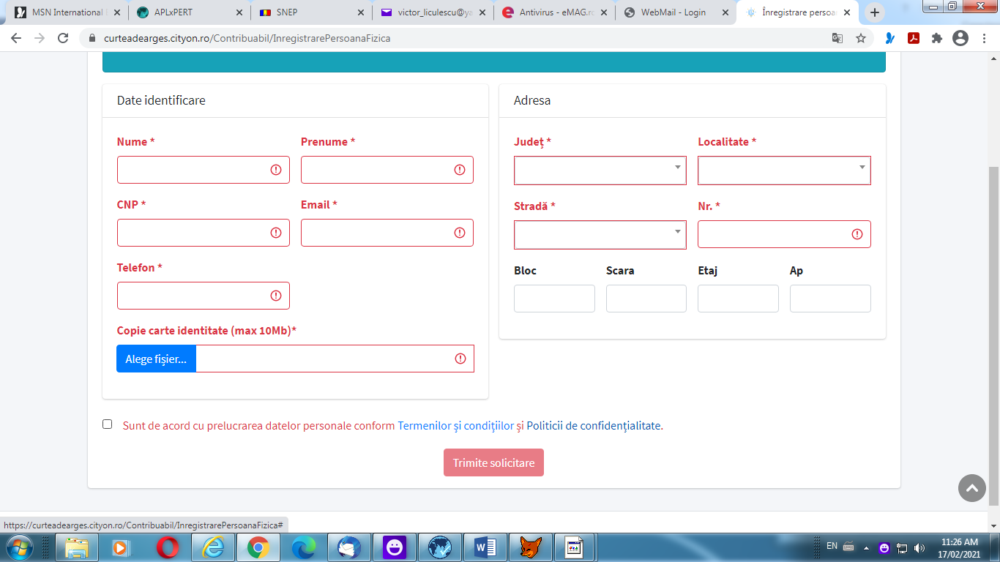 MSN International
APLxPERT
SNEP
victor_liculescu@ya
Antivirus - eMAG.ro
WebMail - Login
Înregistrare persoan
curteadearges.cityon.ro/Contribuabil/InregistrarePersoanaFizica
Date identificare
Adresa
Nume *
Prenume *
Județ *
Localitate *
CNP *
Email *
Stradă *
Nr. *
Telefon *
Bloc
Scara
Etaj
Ap
Copie carte identitate (max 10Mb)*
Alege fișier...
Sunt de acord cu prelucrarea datelor personale conform Termenilor și condițiilor și Politicii de confidențialitate.
Trimite solicitare
https://curteadearges.cityon.ro/Contribuabil/InregistrarePersoanaFizica#
EN
11:26 AM
17/02/2021